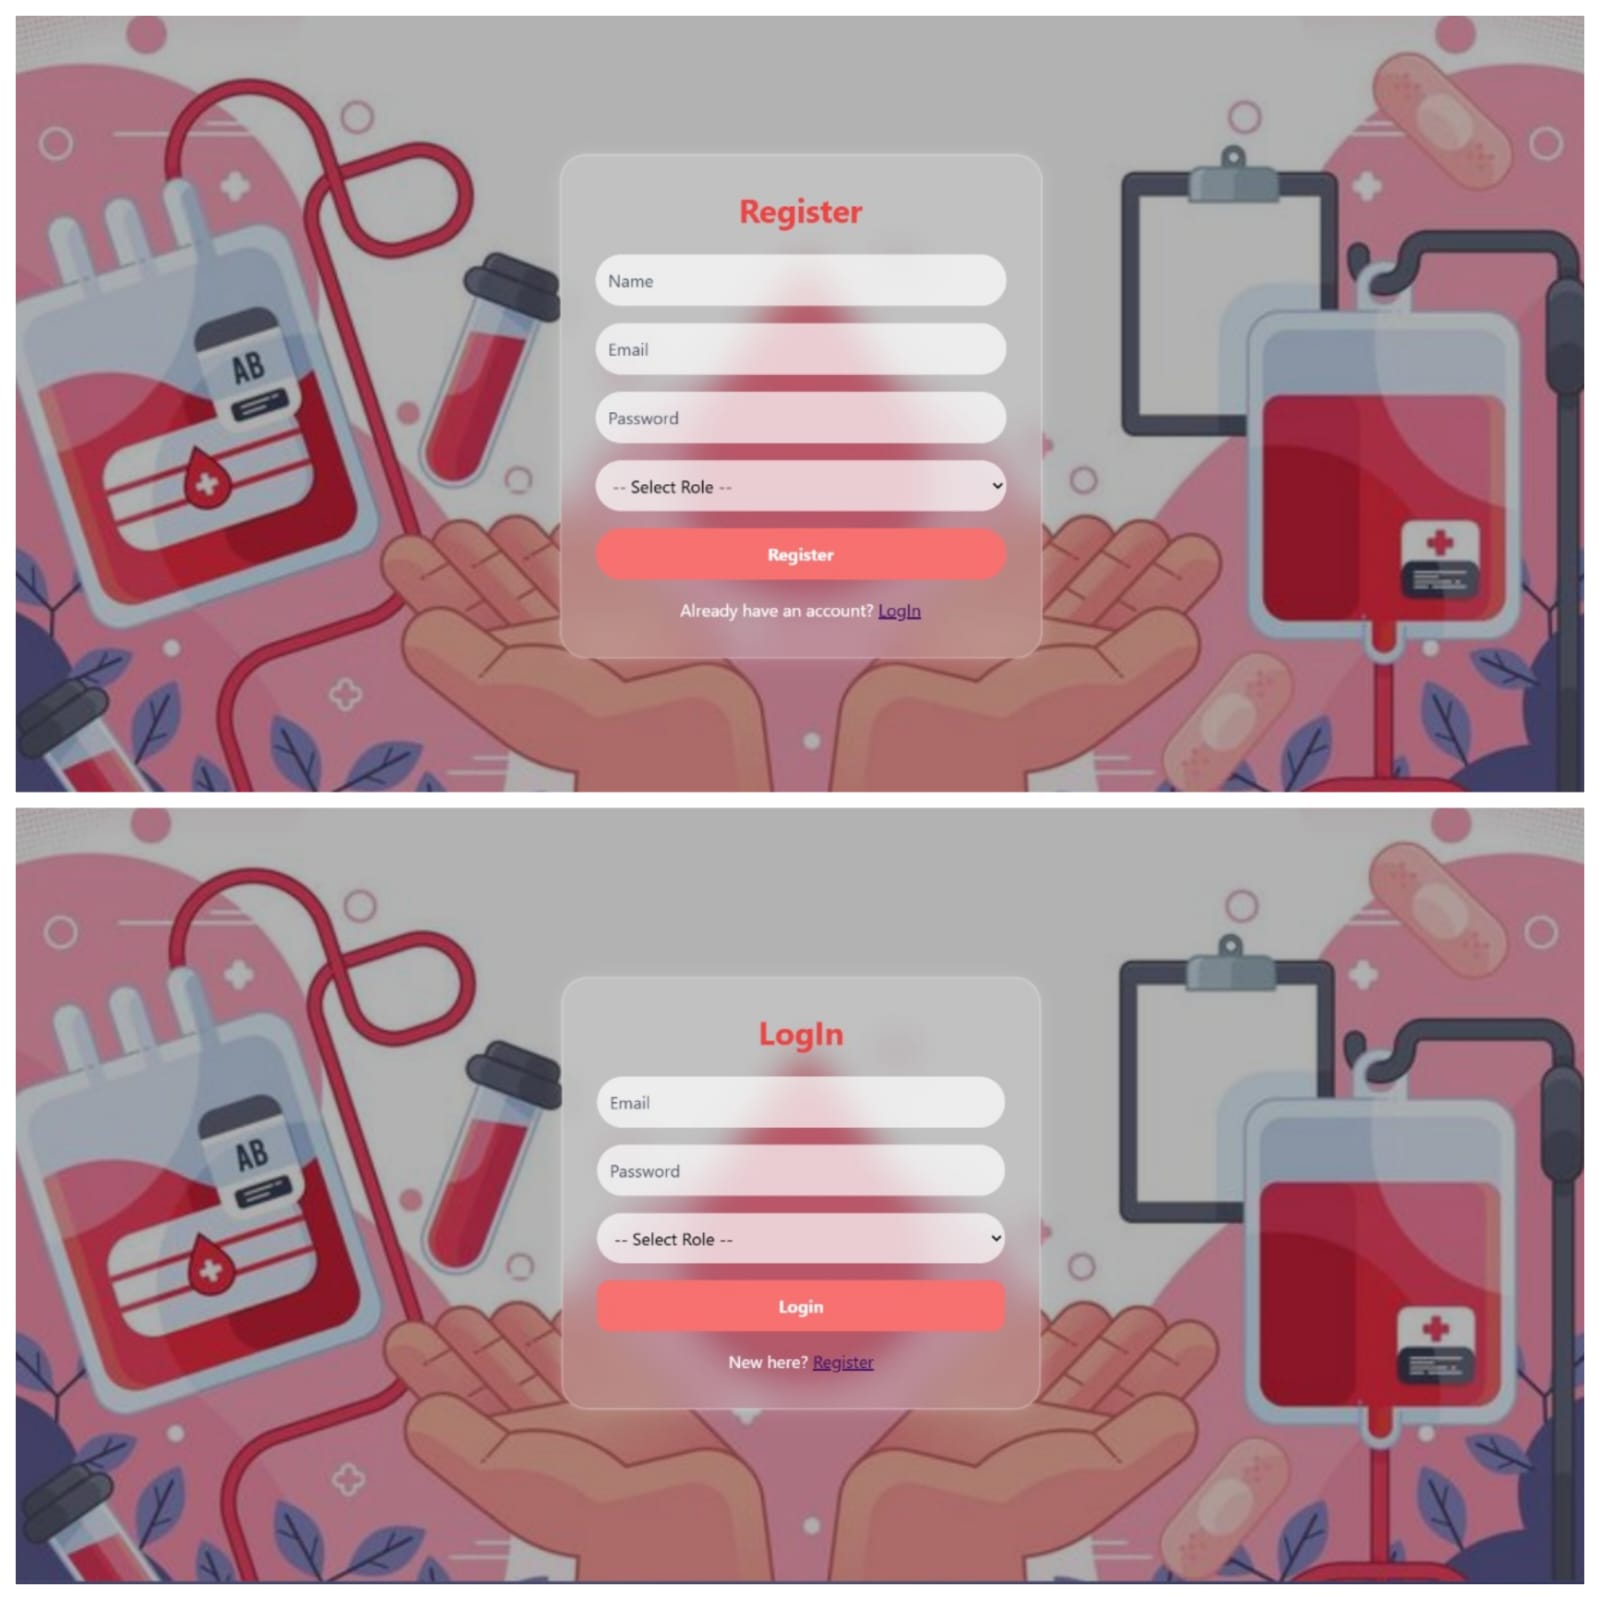 AB
Register
Name
Email
Password
-- Select Role --
Register
Already have an account? LogIn
AB
LogIn
Email
Password
-- Select Role --
Login
New here? Register